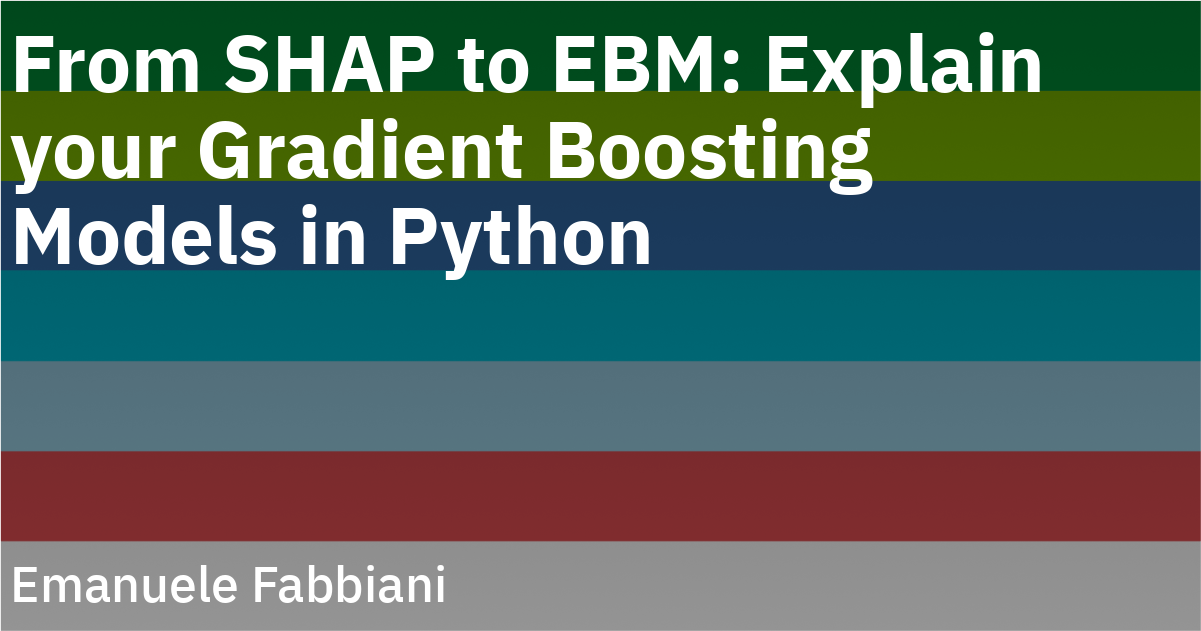 From SHAP to EBM: Explain
your Gradient Boosting
Models in Python
Emanuele Fabbiani